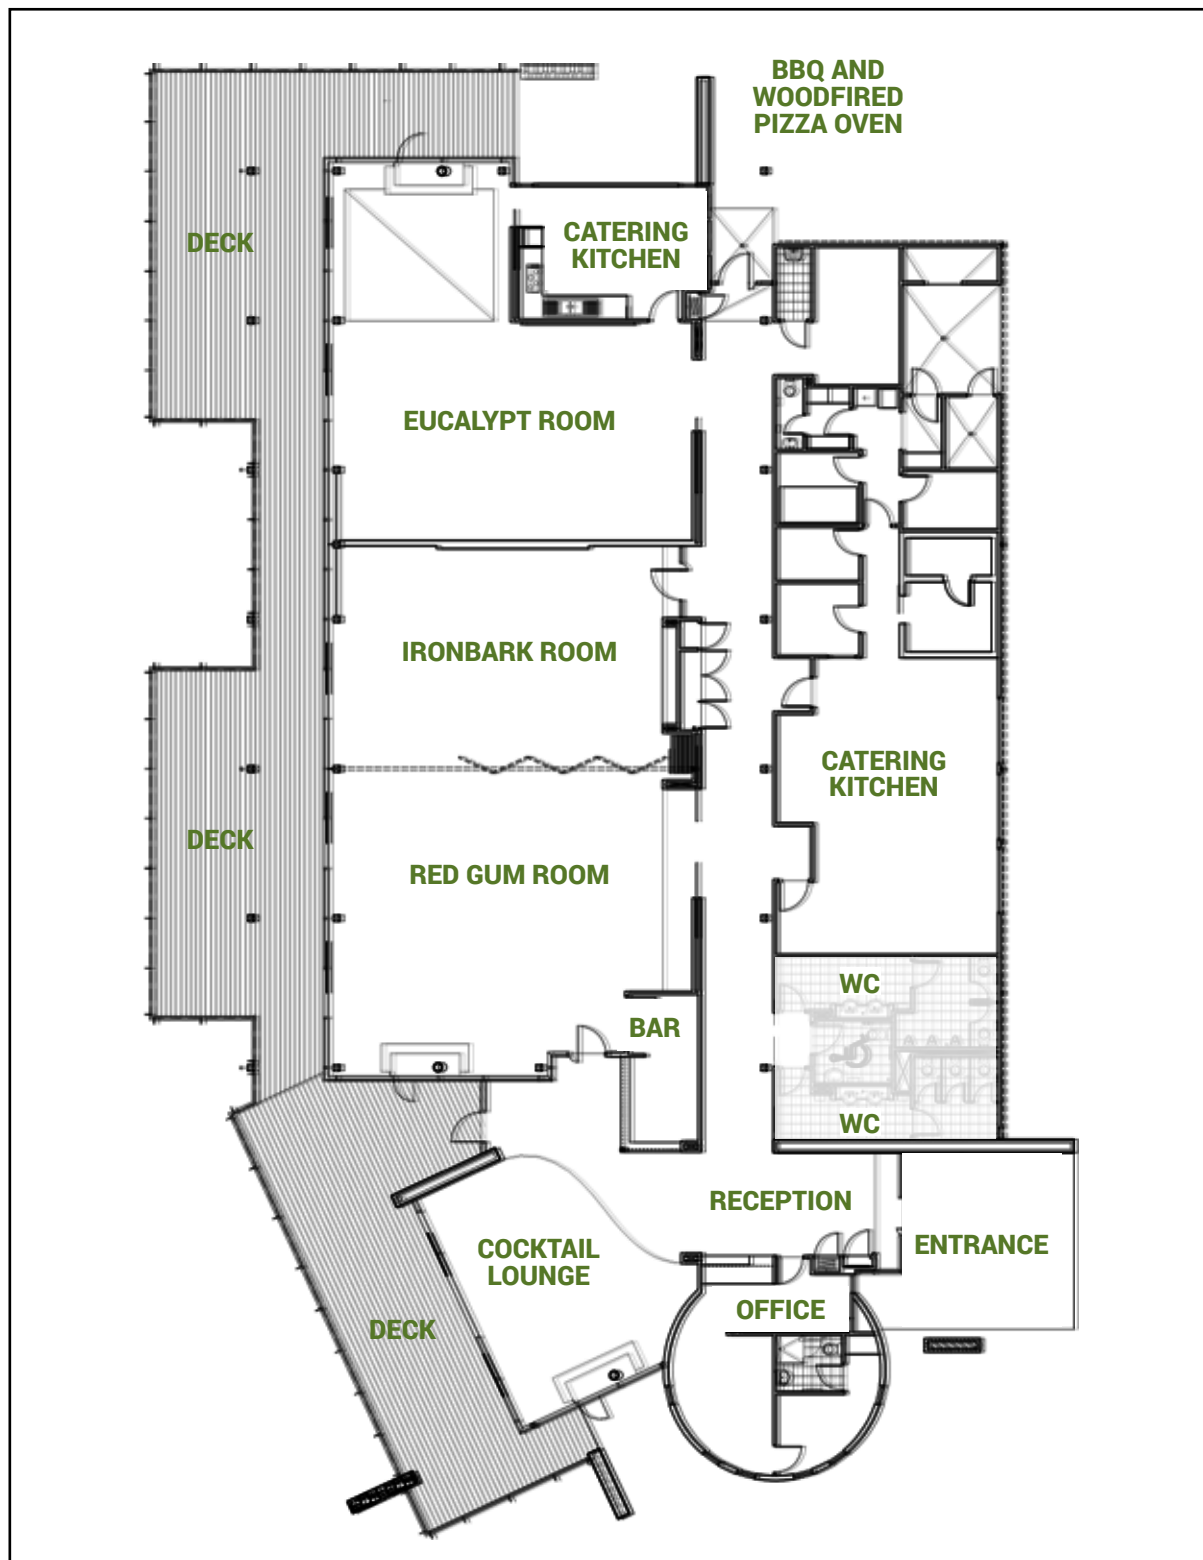 BBQ AND
WOODFIRED
PIZZA OVEN
DECK
CATERING
KITCHEN
EUCALYPT ROOM
IRONBARK ROOM
CATERING
KITCHEN
DECK
RED GUM ROOM
WC
BAR
WC
RECEPTION
ENTRANCE
COCKTAIL
LOUNGE
OFFICE
DECK